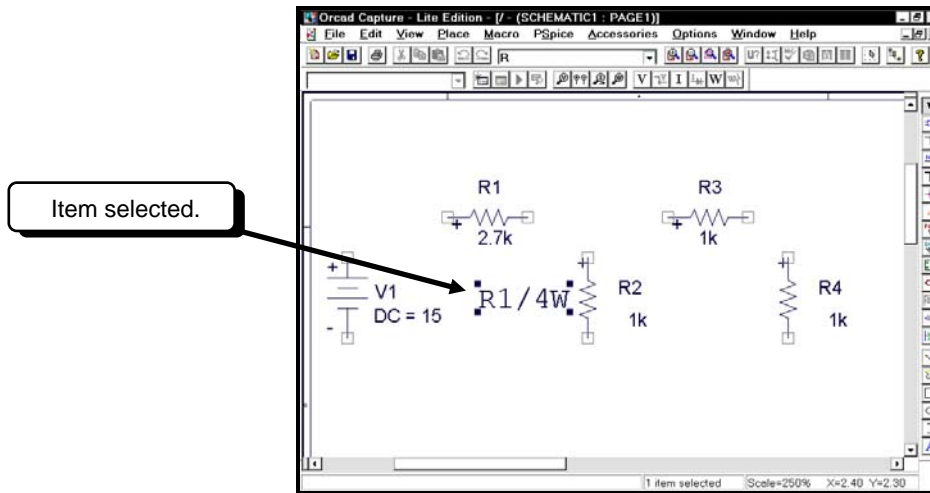 Orcad Capture - Lite Edition - [/ - (SCHEMATIC1 : PAGE1)]
File Edit View Place Macro PSpice Accessories Options Window Help
R
V I W
Item selected.
R1
2.7k
R3
1k
+
V1
DC = 15
-
R1/4W
R2
1k
R4
1k
1 item selected Scale=250% X=2.40 Y=2.30